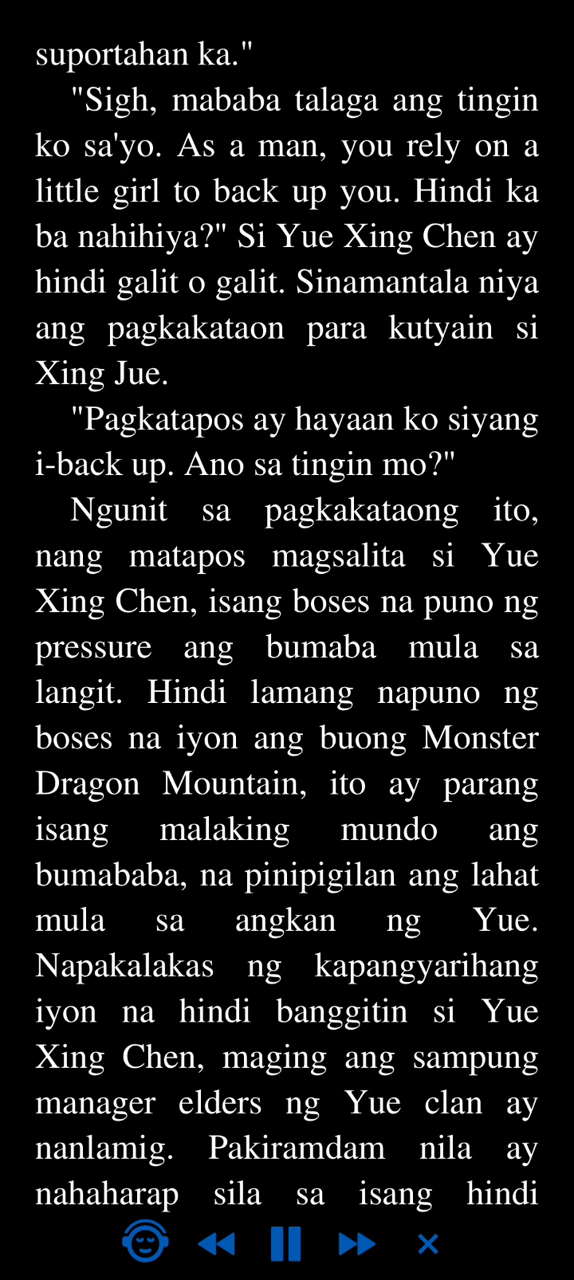 suportahan ka."
"Sigh, mababa talaga ang tingin
ko sa'yo. As a man, you rely on a
little girl to back up you. Hindi ka
ba nahihiya?" Si Yue Xing Chen ay
hindi galit o galit. Sinamantala niya
ang pagkakataon para kutyain si
Xing Jue.
"Pagkatapos ay hayaan ko siyang
i-back up. Ano sa tingin mo?"
Ngunit sa pagkakataong ito,
nang matapos magsalita si Yue
Xing Chen, isang boses na puno ng
pressure ang bumaba mula sa
langit. Hindi lamang napuno ng
boses na iyon ang buong Monster
Dragon Mountain, ito ay parang
isang malaking mundo ang
bumababa, na pinipigilan ang lahat
mula sa angkan ng Yue.
Napakalakas ng kapangyarihang
iyon na hindi banggitin si Yue
Xing Chen, maging ang sampung
manager elders ng Yue clan ay
nanlamig. Pakiramdam nila ay
nahaharap sila sa isang hindi